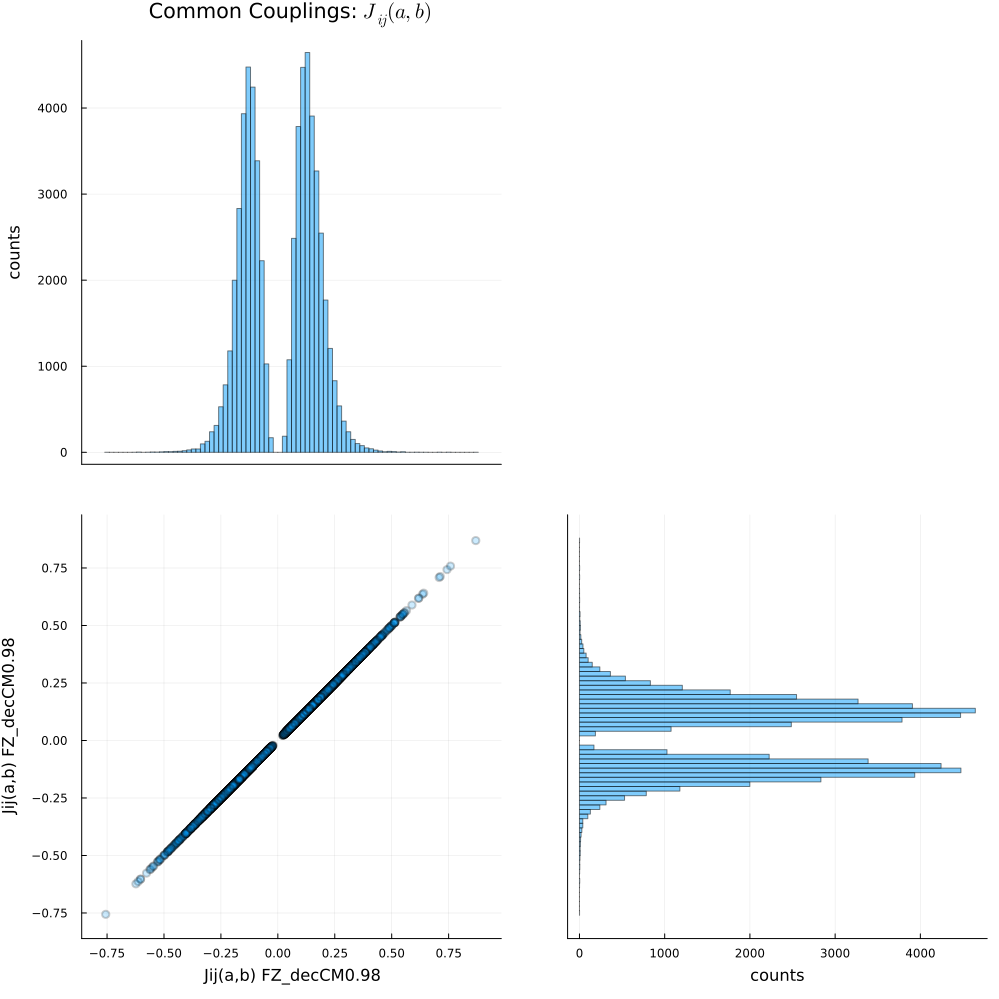 Common Couplings: J_{ij}(a, b)
counts
4000
3000
2000
1000
0
Jij(a,b) FZ_decCM0.98
0.75
0.50
0.25
0.00
−0.25
−0.50
−0.75
−0.75 −0.50 −0.25 0.00 0.25 0.50 0.75
Jij(a,b) FZ_decCM0.98
0 1000 2000 3000 4000
counts